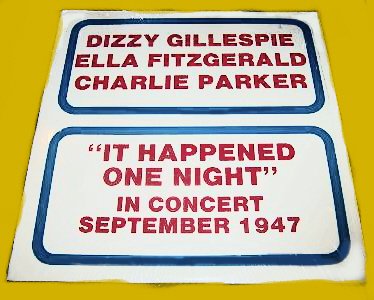 DIZZY GILLESPIE
ELLA FITZGERALD
CHARLIE PARKER
"IT HAPPENED
ONE NIGHT"
IN CONCERT
SEPTEMBER 1947